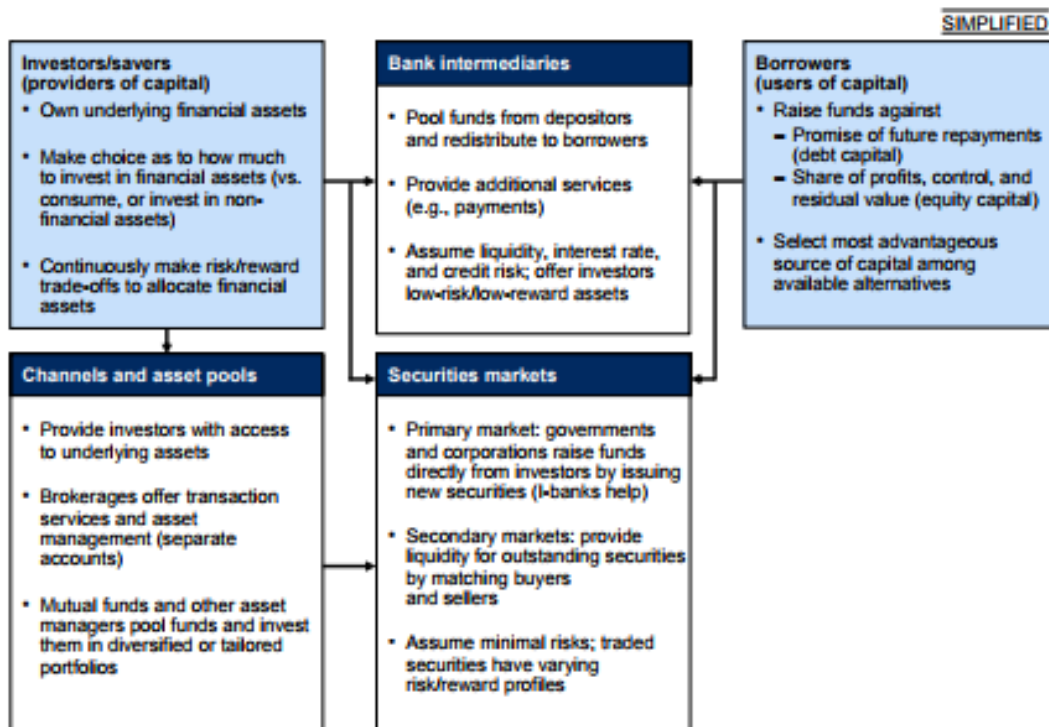 SIMPLIFIED
Investors/savers
(providers of capital)
• Own underlying financial assets
• Make choice as to how much
to invest in financial assets (vs.
consume, or invest in non-
financial assets)
• Continuously make risk/reward
trade-offs to allocate financial
assets
Bank intermediaries
• Pool funds from depositors
and redistribute to borrowers
• Provide additional services
(e.g., payments)
• Assume liquidity, interest rate,
and credit risk; offer investors
low-risk/low-reward assets
Borrowers
(users of capital)
• Raise funds against
– Promise of future repayments
(debt capital)
– Share of profits, control, and
residual value (equity capital)
• Select most advantageous
source of capital among
available alternatives
Channels and asset pools
• Provide investors with access
to underlying assets
• Brokerages offer transaction
services and asset
management (separate
accounts)
• Mutual funds and other asset
managers pool funds and invest
them in diversified or tailored
portfolios
Securities markets
• Primary market: governments
and corporations raise funds
directly from investors by issuing
new securities (I-banks help)
• Secondary markets: provide
liquidity for outstanding securities
by matching buyers
and sellers
• Assume minimal risks; traded
securities have varying
risk/reward profiles